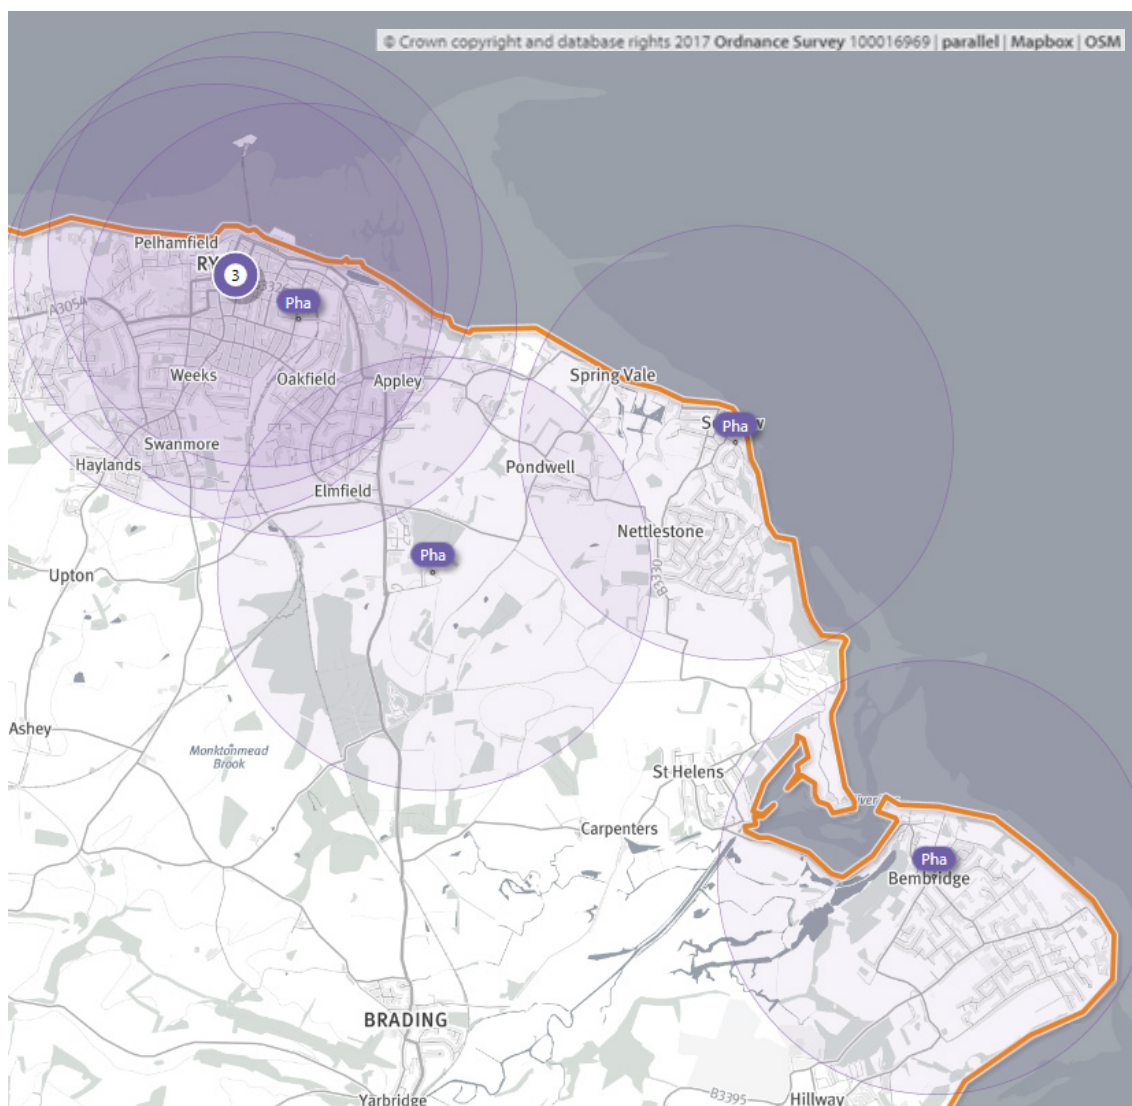 © Crown copyright and database rights 2017 Ordnance Survey 100016969 | parallel | Mapbox | OSM
Pelhamfield
RY
3
Pha
A3054
Weeks
Oakfield
Appley
Spring Vale
Pha
Swanmore
Haylands
Pondwell
Elmfield
Nettlestone
Pha
Upton
B3330
Ashey
Monktonmead
Brook
St Helens
Carpenters
Pha
Bembridge
BRADING
B3395
Hillway
Yarbridge